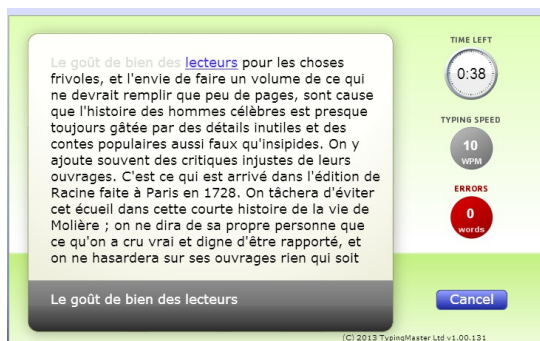 Le goût de bien des lecteurs pour les choses
frivoles, et l'envie de faire un volume de ce qui
ne devrait remplir que peu de pages, sont cause
que l'histoire des hommes célèbres est presque
toujours gâtée par des détails inutiles et des
contes populaires aussi faux qu'insipides. On y
ajoute souvent des critiques injustes de leurs
ouvrages. C'est ce qui est arrivé dans l'édition de
Racine faite à Paris en 1728. On tâchera d'éviter
cet écueil dans cette courte histoire de la vie de
Molière ; on ne dira de sa propre personne que
ce qu'on a cru vrai et digne d'être rapporté, et
on ne hasardera sur ses ouvrages rien qui soit
Le goût de bien des lecteurs
TIME LEFT
0:38
TYPING SPEED
10
WPM
ERRORS
0
words
Cancel
(C) 2013 TypingMaster Ltd v1.00.131